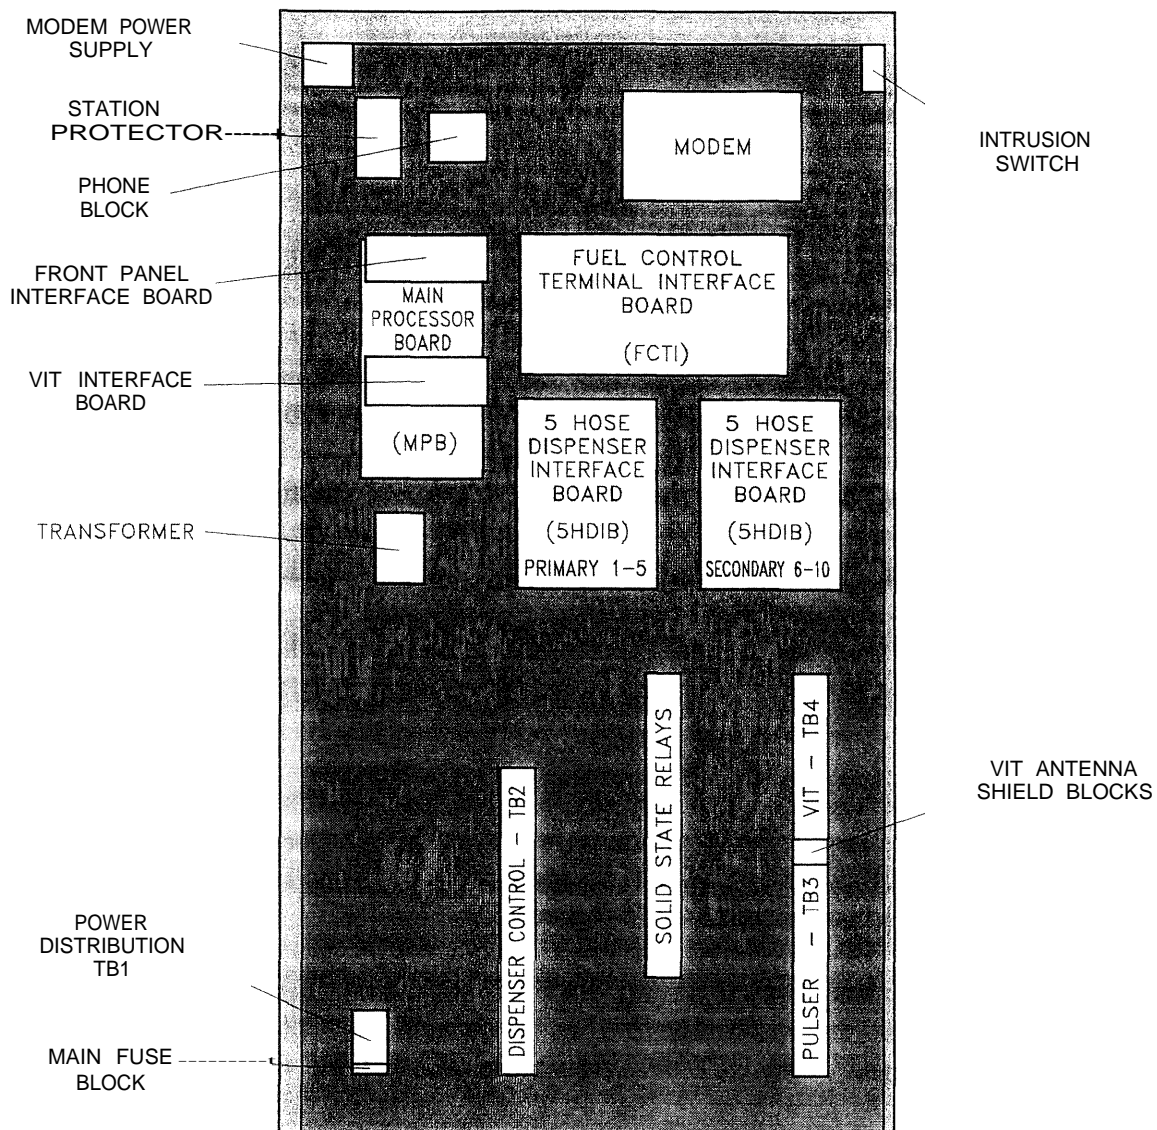 MODEM POWER
SUPPLY
STATION
PROTECTOR
PHONE
BLOCK
MODEM
INTRUSION
SWITCH
FRONT PANEL
INTERFACE BOARD
MAIN
PROCESSOR
BOARD
(MPB)
FUEL CONTROL
TERMINAL INTERFACE
BOARD
(FCTI)
VIT INTERFACE
BOARD
5 HOSE
DISPENSER
INTERFACE
BOARD
(5HDIB)
PRIMARY 1-5
5 HOSE
DISPENSER
INTERFACE
BOARD
(5HDIB)
SECONDARY 6-10
TRANSFORMER
DISPENSER CONTROL - TB2
SOLID STATE RELAYS
VIT - TB4
PULSER - TB3
VIT ANTENNA
SHIELD BLOCKS
POWER
DISTRIBUTION
TB1
MAIN FUSE
BLOCK